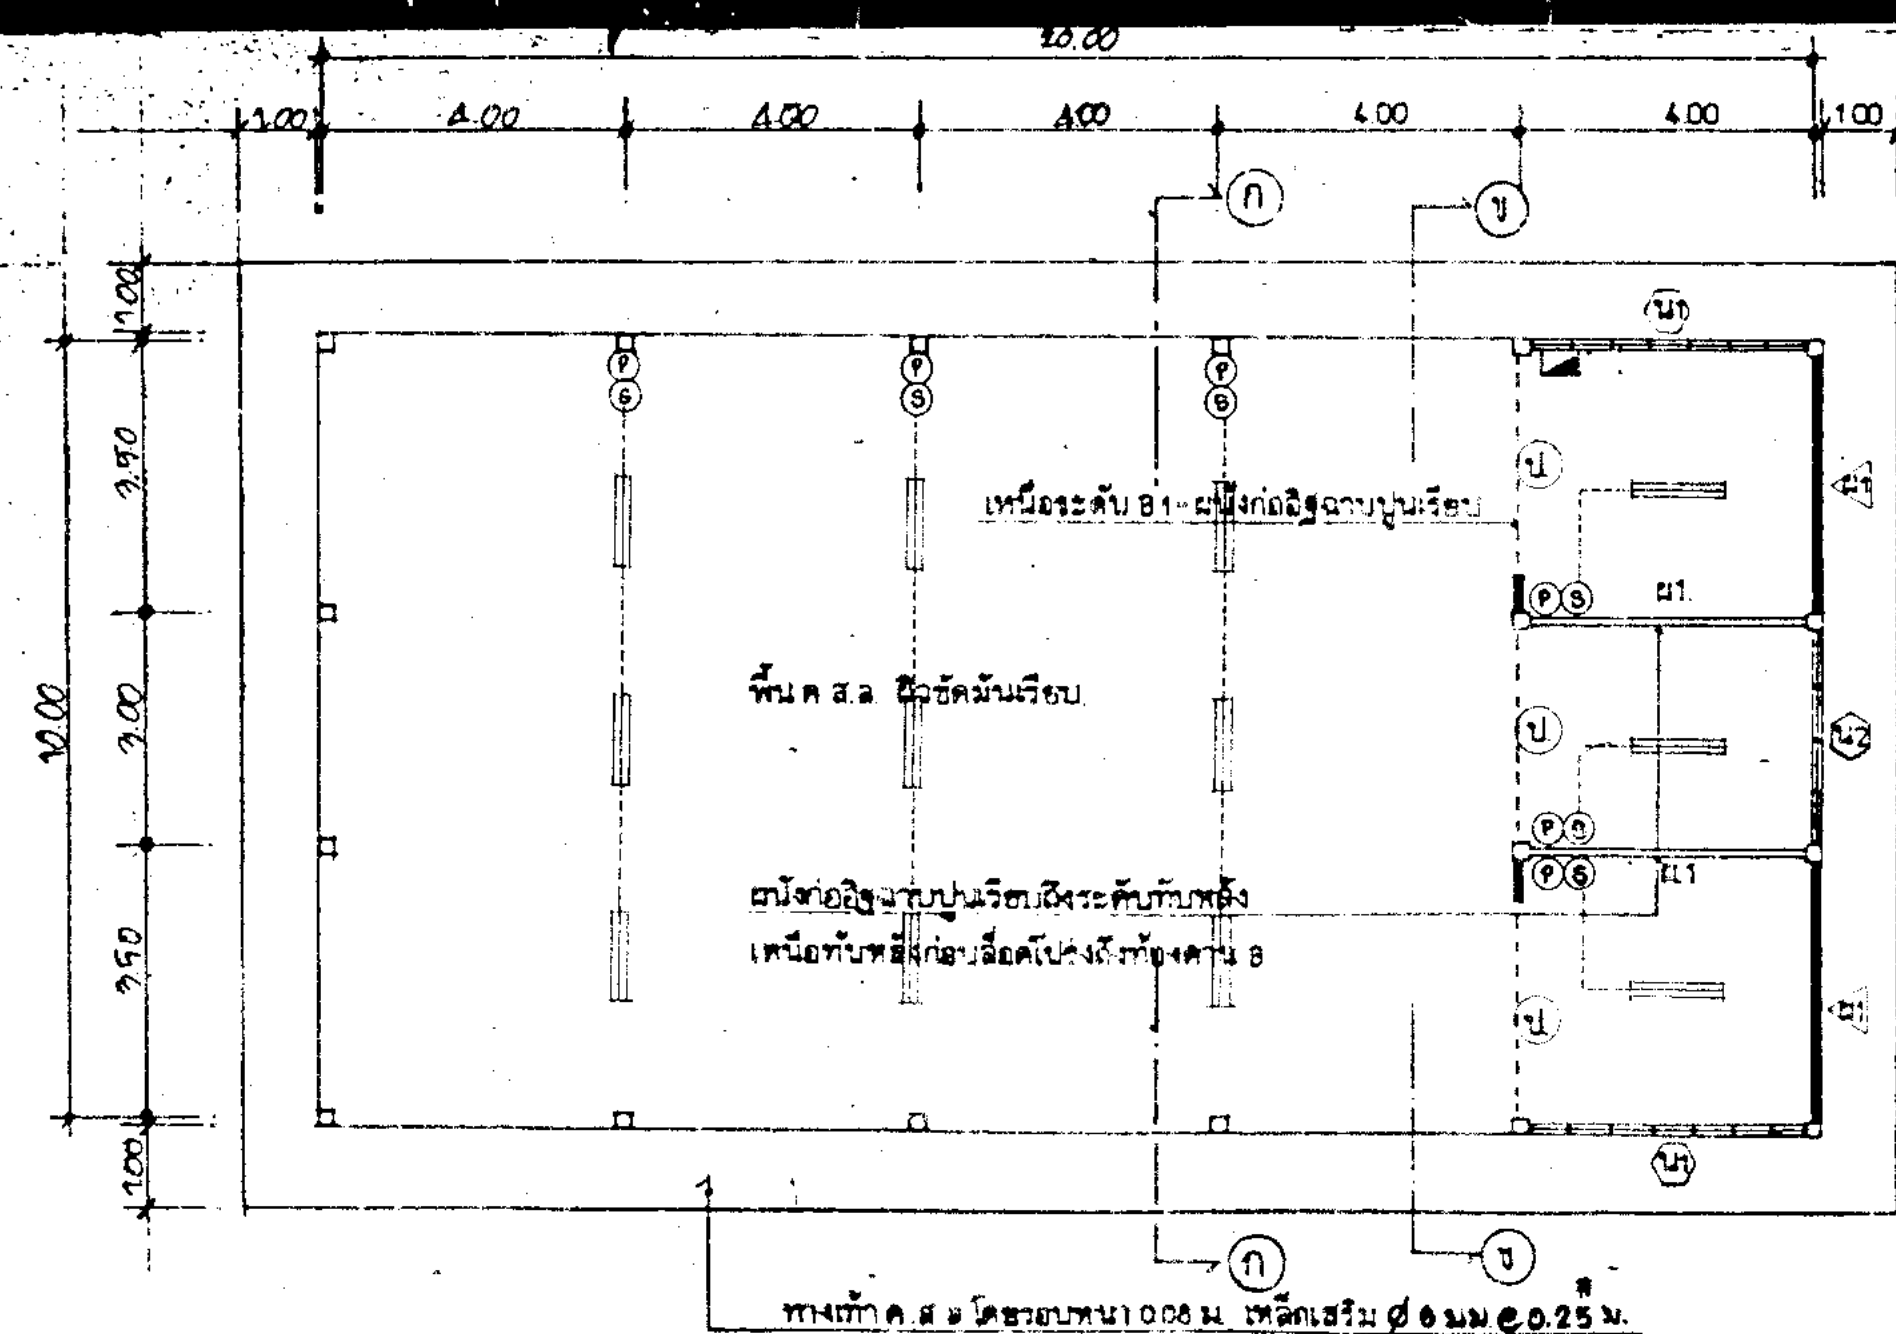 20.00
1.00 4.00 4.00 4.00 4.00 4.00 1.00
ก ข
1.00
น1
P P P
S S S
3.50
ป
ผ1
เหนือระดับ B1-ผนังก่ออิฐฉาบปูนเรียบ
P S ผ1.
10.00
3.00
พื้น ค.ส.ล. ผิวขัดมันเรียบ
ป
น2
P S
P S ผ1
ผนังก่ออิฐฉาบปูนเรียบถึงระดับทับหลัง
เหนือทับหลังก่อบล็อคโปร่งถึงท้องคาน B
3.50
ป
ผ1
1.00
น1
ก ข
ทางเท้า ค.ส.ล. โดยรอบหนา 0.08 ม. เหล็กเสริม Ø 6 มม. @ 0.25 ม.#